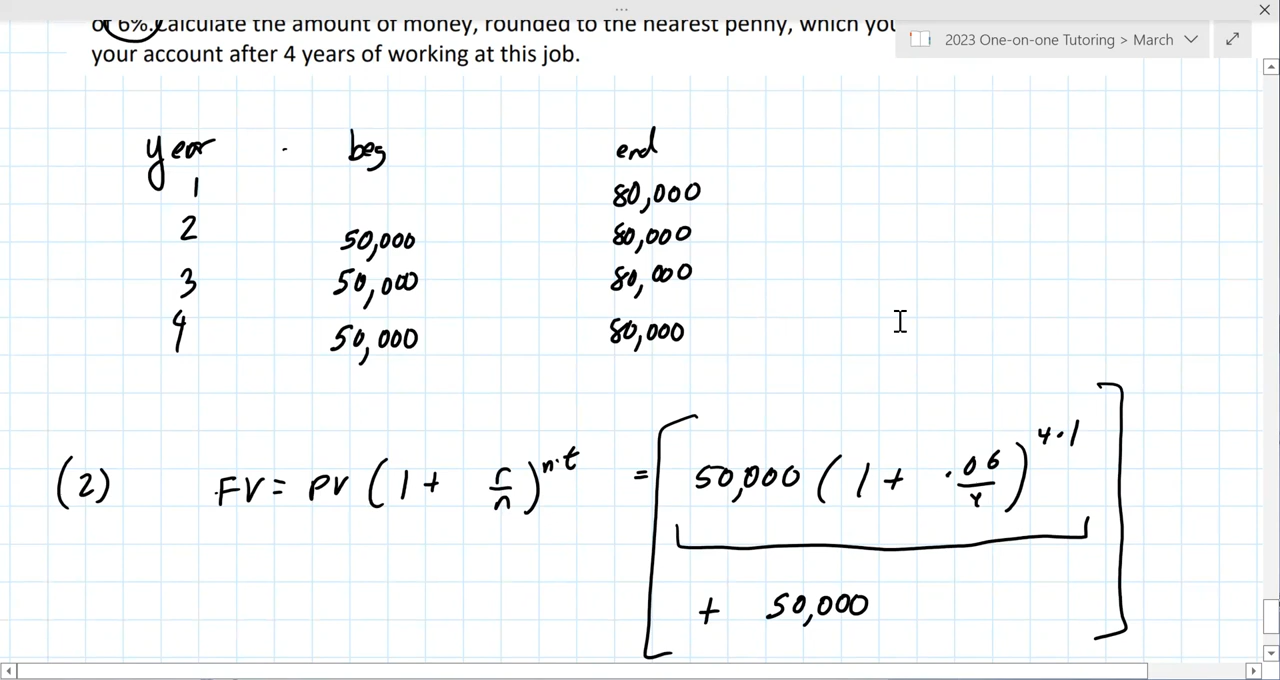 of 6%. Calculate the amount of money, rounded to the nearest penny, which you
2023 One-on-one Tutoring > March
your account after 4 years of working at this job.
year beg end
1 80,000
2 50,000 80,000
3 50,000 80,000
4 50,000 80,000
(2) FV = PV (1 + r/n)^n·t = [50,000 (1 + .06/4)^4·1
+ 50,000]